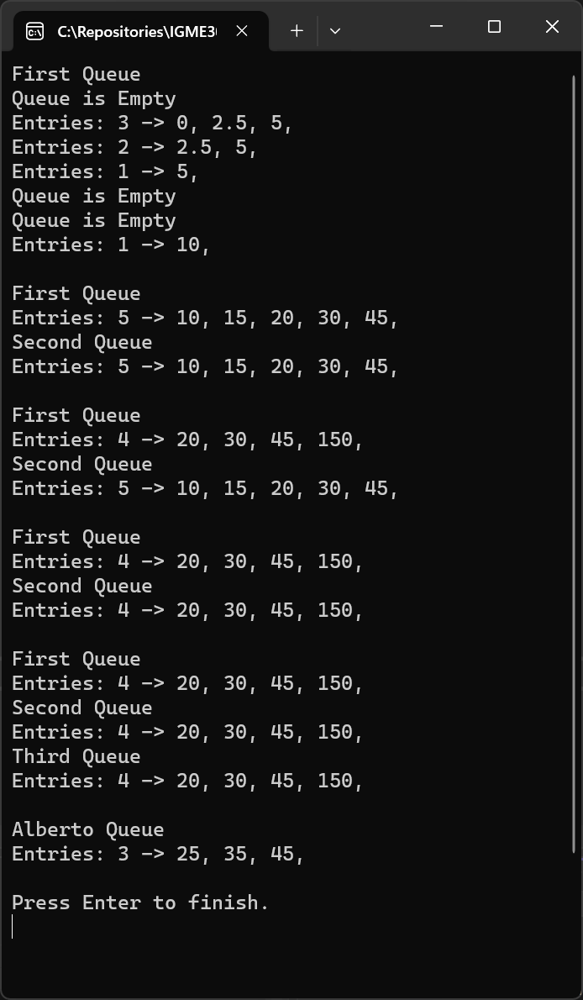 C:\Repositories\IGME3
First Queue
Queue is Empty
Entries: 3 -> 0, 2.5, 5,
Entries: 2 -> 2.5, 5,
Entries: 1 -> 5,
Queue is Empty
Queue is Empty
Entries: 1 -> 10,
First Queue
Entries: 5 -> 10, 15, 20, 30, 45,
Second Queue
Entries: 5 -> 10, 15, 20, 30, 45,
First Queue
Entries: 4 -> 20, 30, 45, 150,
Second Queue
Entries: 5 -> 10, 15, 20, 30, 45,
First Queue
Entries: 4 -> 20, 30, 45, 150,
Second Queue
Entries: 4 -> 20, 30, 45, 150,
First Queue
Entries: 4 -> 20, 30, 45, 150,
Second Queue
Entries: 4 -> 20, 30, 45, 150,
Third Queue
Entries: 4 -> 20, 30, 45, 150,
Alberto Queue
Entries: 3 -> 25, 35, 45,
Press Enter to finish.